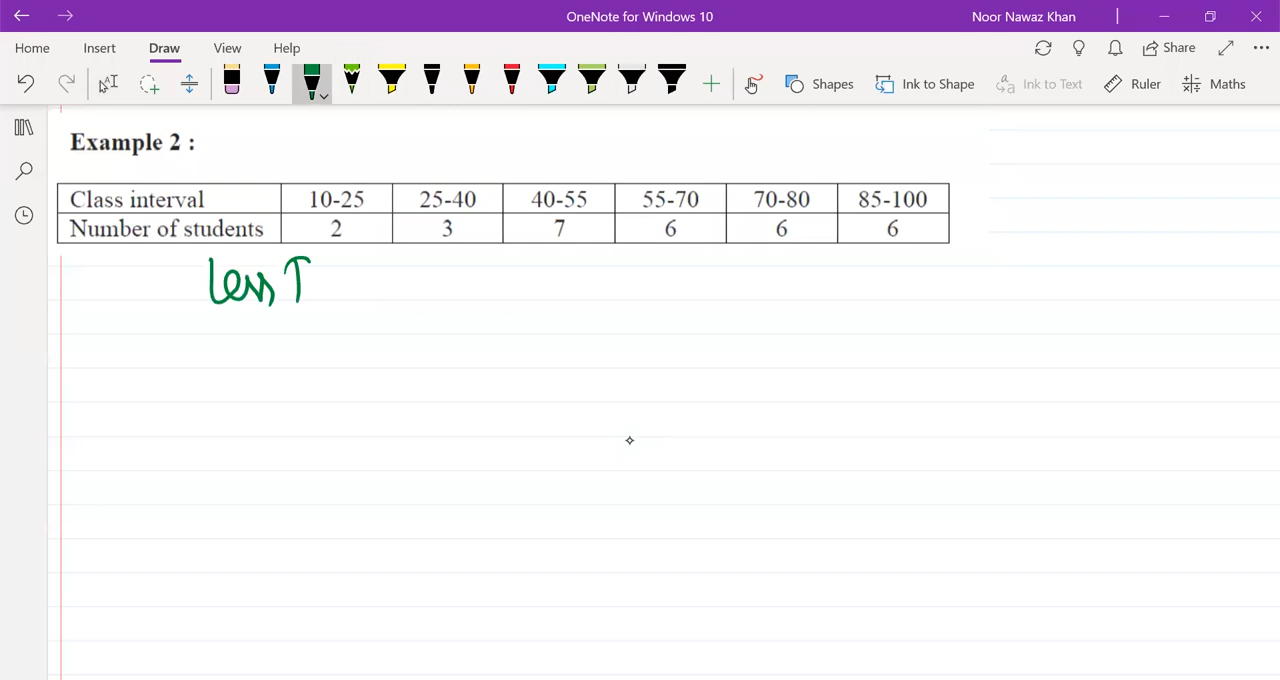 OneNote for Windows 10
Noor Nawaz Khan
Home Insert Draw View Help
Share
Shapes Ink to Shape Ink to Text Ruler Maths
Example 2 :
Class interval 10-25 25-40 40-55 55-70 70-80 85-100
Number of students 2 3 7 6 6 6
less T